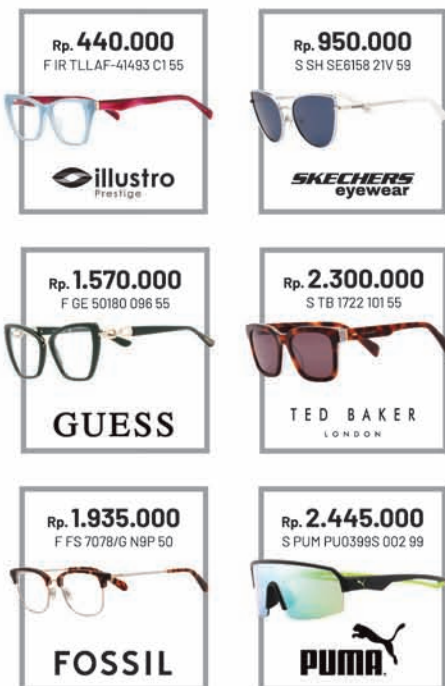 Rp. 440.000
F IR TLLAF-41493 C1 55
illustro
Prestige
Rp. 950.000
S SH SE6158 21V 59
SKECHERS
eyewear
Rp. 1.570.000
F GE 50180 096 55
GUESS
Rp. 2.300.000
S TB 1722 101 55
TED BAKER
LONDON
Rp. 1.935.000
F FS 7078/G N9P 50
FOSSIL
Rp. 2.445.000
S PUM PU0399S 002 99
PUMA